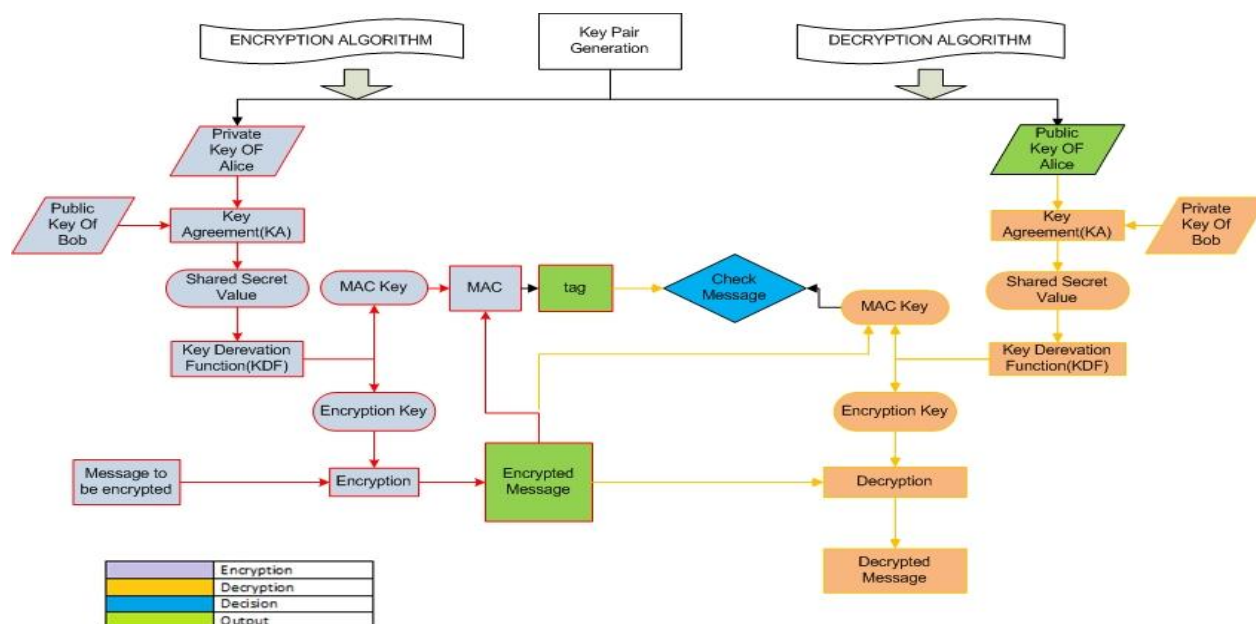 ENCRYPTION ALGORITHM
Key Pair
Generation
DECRYPTION ALGORITHM
Private
Key OF
Alice
Public
Key OF
Alice
Public
Key Of
Bob
Key
Agreement(KA)
Key
Agreement(KA)
Private
Key Of
Bob
Shared Secret
Value
MAC Key
MAC
tag
Check
Message
MAC Key
Shared Secret
Value
Key Derevation
Function(KDF)
Key Derevation
Function(KDF)
Encryption Key
Encryption Key
Message to
be encrypted
Encryption
Encrypted
Message
Decryption
Decrypted
Message
Encryption
Decryption
Decision
Output